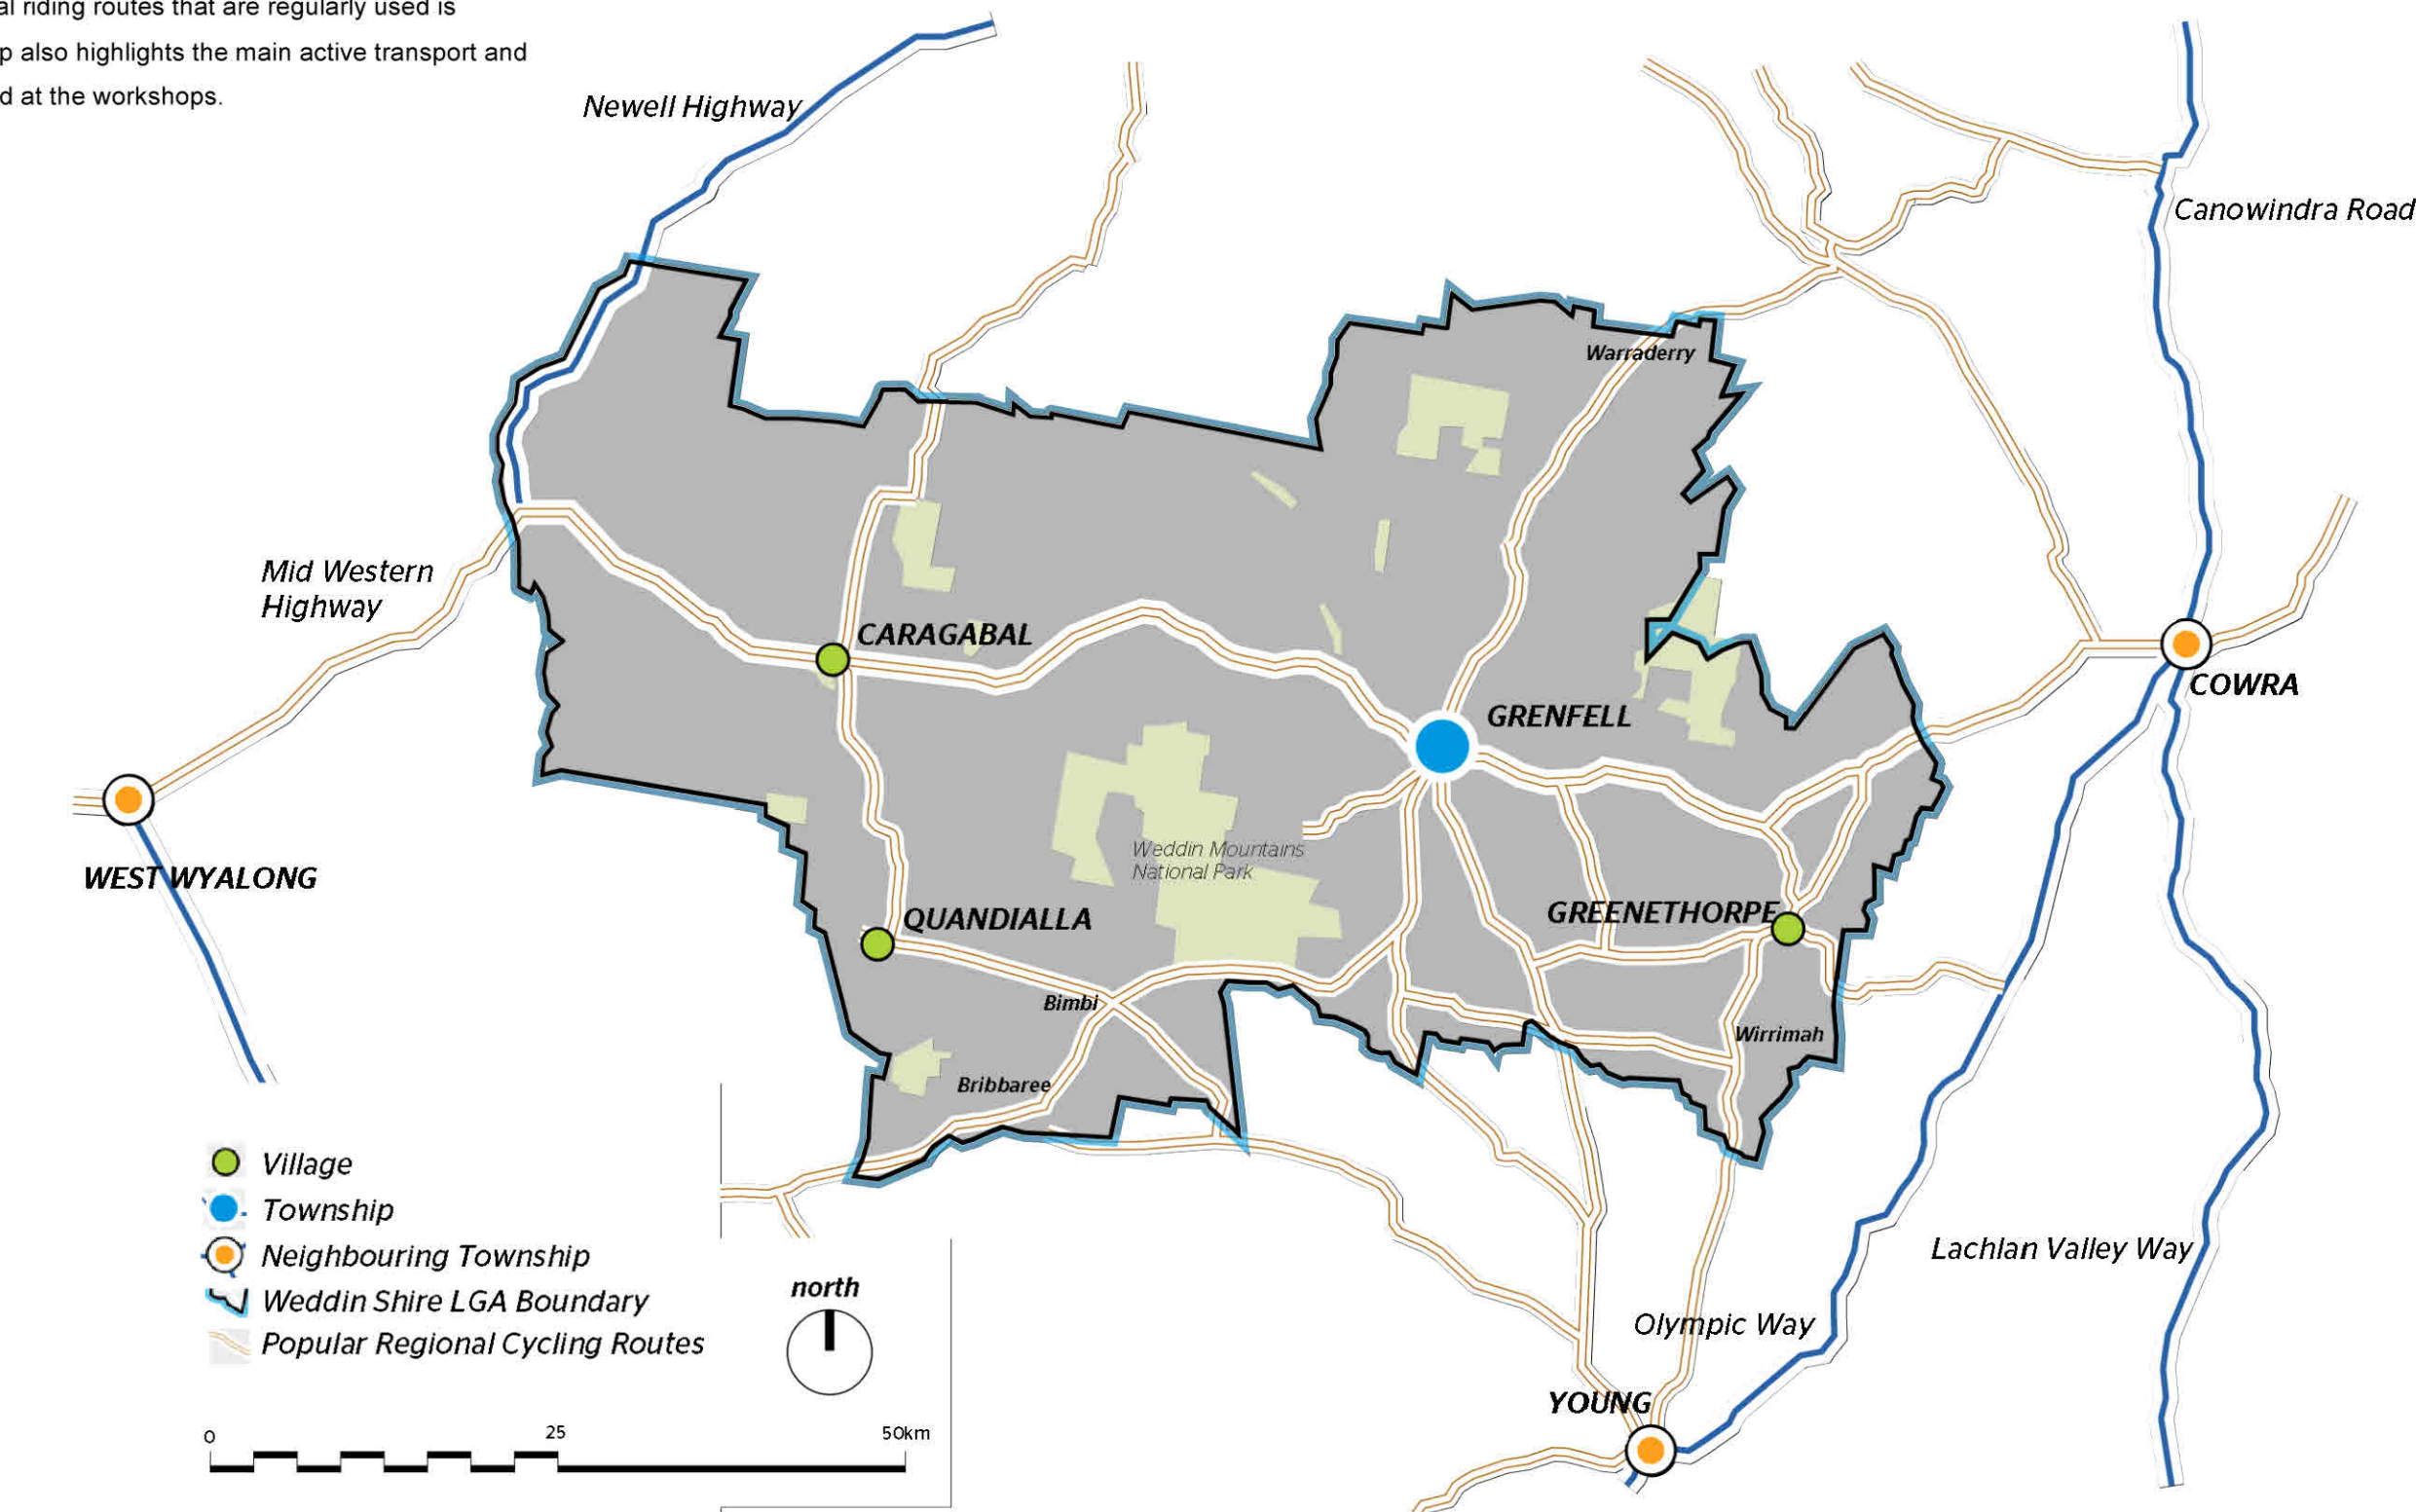 al riding routes that are regularly used is
p also highlights the main active transport and
d at the workshops.
Newell Highway
Canowindra Road
Warraderry
Mid Western
Highway
CARAGABAL
COWRA
GRENFELL
Weddin Mountains
National Park
WEST WYALONG
QUANDIALLA
GREENETHORPE
Bimbi
Wirrimah
Bribbaree
Village
Township
Neighbouring Township
Weddin Shire LGA Boundary
Popular Regional Cycling Routes
north
Lachlan Valley Way
Olympic Way
YOUNG
0 25 50km